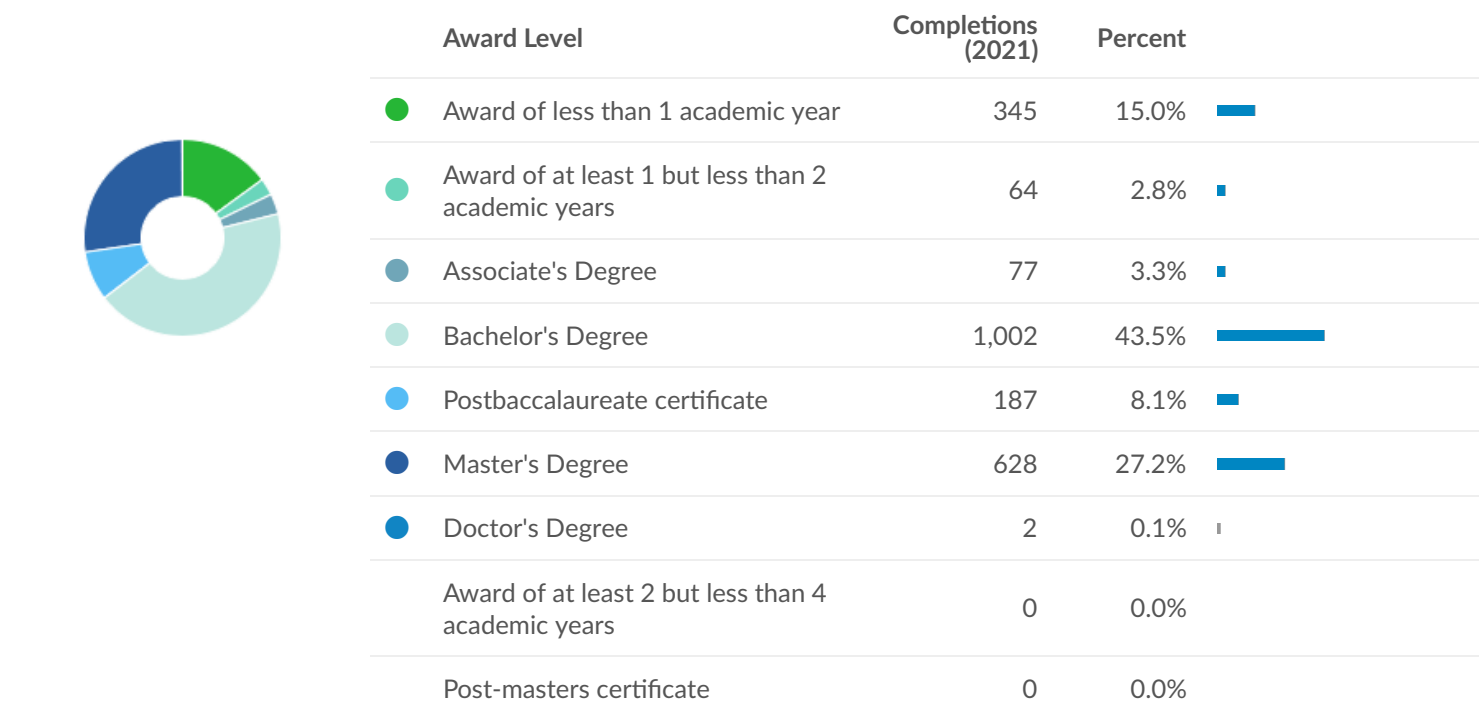 Award Level Completions (2021) Percent
Award of less than 1 academic year 345 15.0%
Award of at least 1 but less than 2
academic years 64 2.8%
Associate's Degree 77 3.3%
Bachelor's Degree 1,002 43.5%
Postbaccalaureate certificate 187 8.1%
Master's Degree 628 27.2%
Doctor's Degree 2 0.1%
Award of at least 2 but less than 4
academic years 0 0.0%
Post-masters certificate 0 0.0%